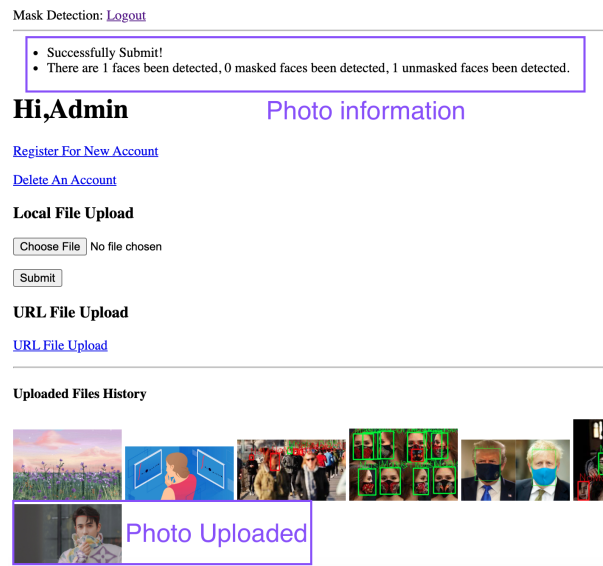 Mask Detection: Logout
Successfully Submit!
There are 1 faces been detected, 0 masked faces been detected, 1 unmasked faces been detected.
Hi,Admin
Photo information
Register For New Account
Delete An Account
Local File Upload
Choose File No file chosen
Submit
URL File Upload
URL File Upload
Uploaded Files History
Photo Uploaded